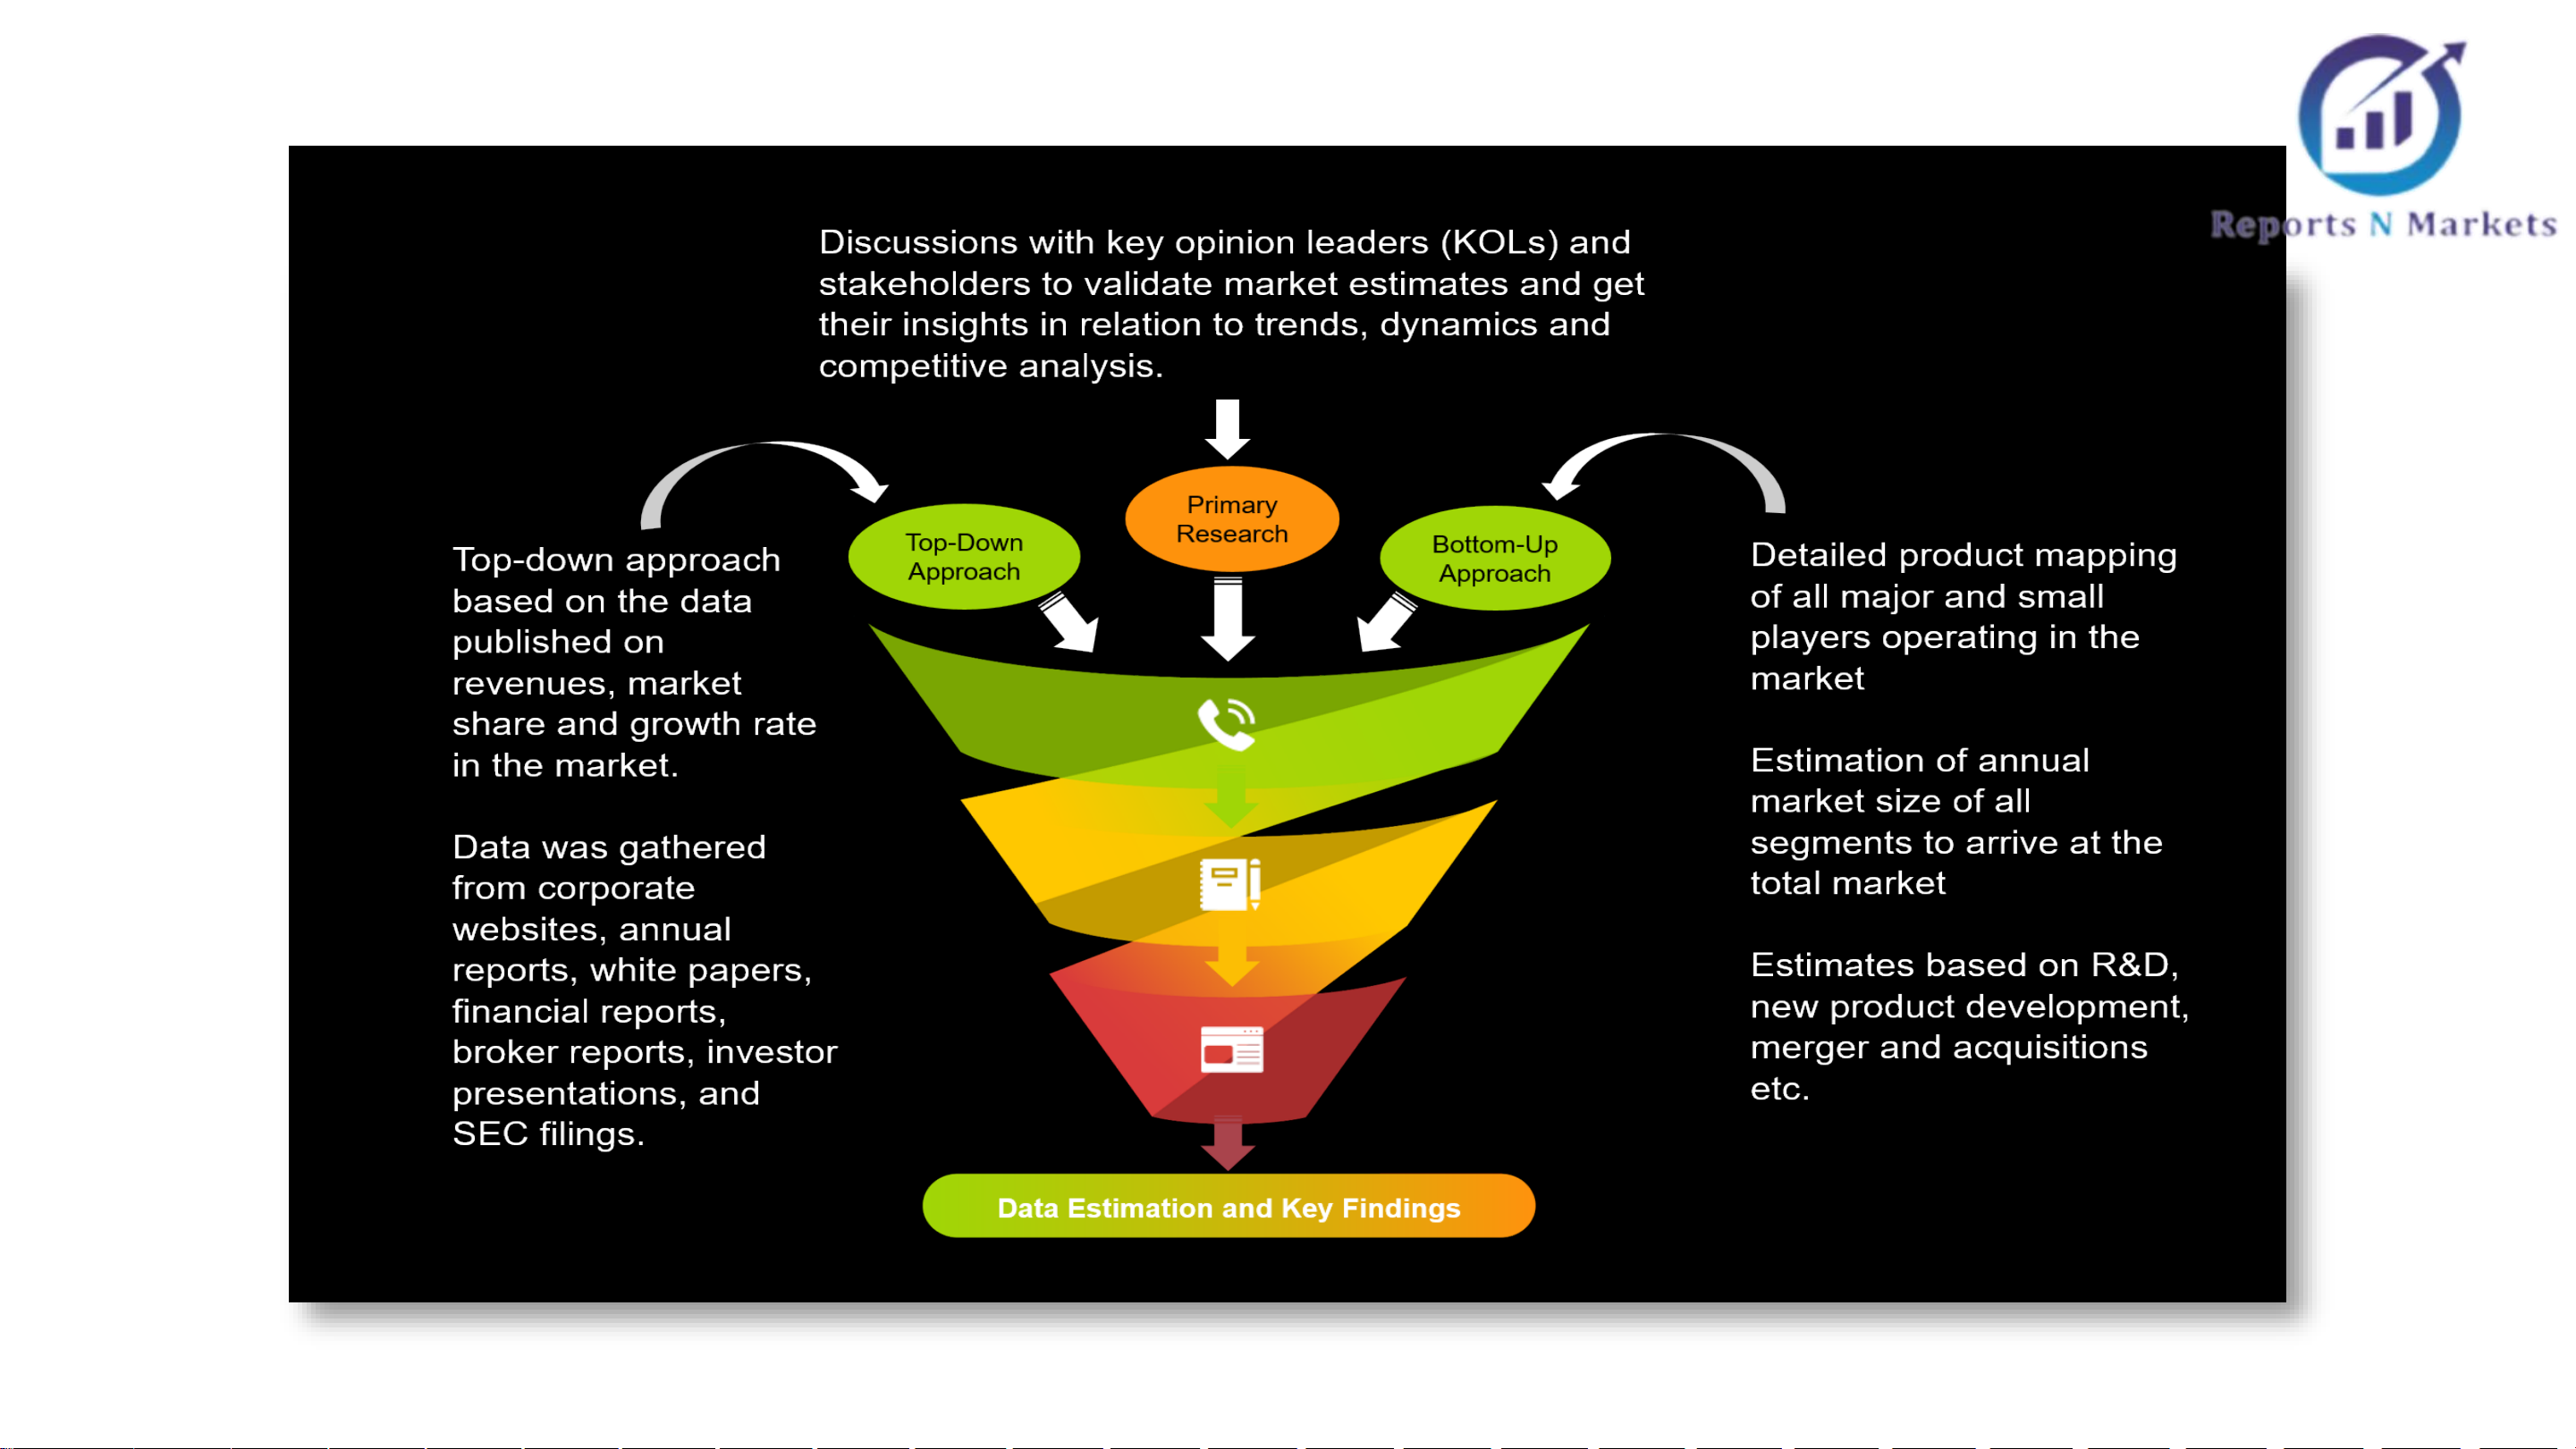 Reports N Markets
Discussions with key opinion leaders (KOLs) and
stakeholders to validate market estimates and get
their insights in relation to trends, dynamics and
competitive analysis.
Primary
Research
Top-Down
Approach
Bottom-Up
Approach
Top-down approach
based on the data
published on
revenues, market
share and growth rate
in the market.
Data was gathered
from corporate
websites, annual
reports, white papers,
financial reports,
broker reports, investor
presentations, and
SEC filings.
Detailed product mapping
of all major and small
players operating in the
market
Estimation of annual
market size of all
segments to arrive at the
total market
Estimates based on R&D,
new product development,
merger and acquisitions
etc.
Data Estimation and Key Findings